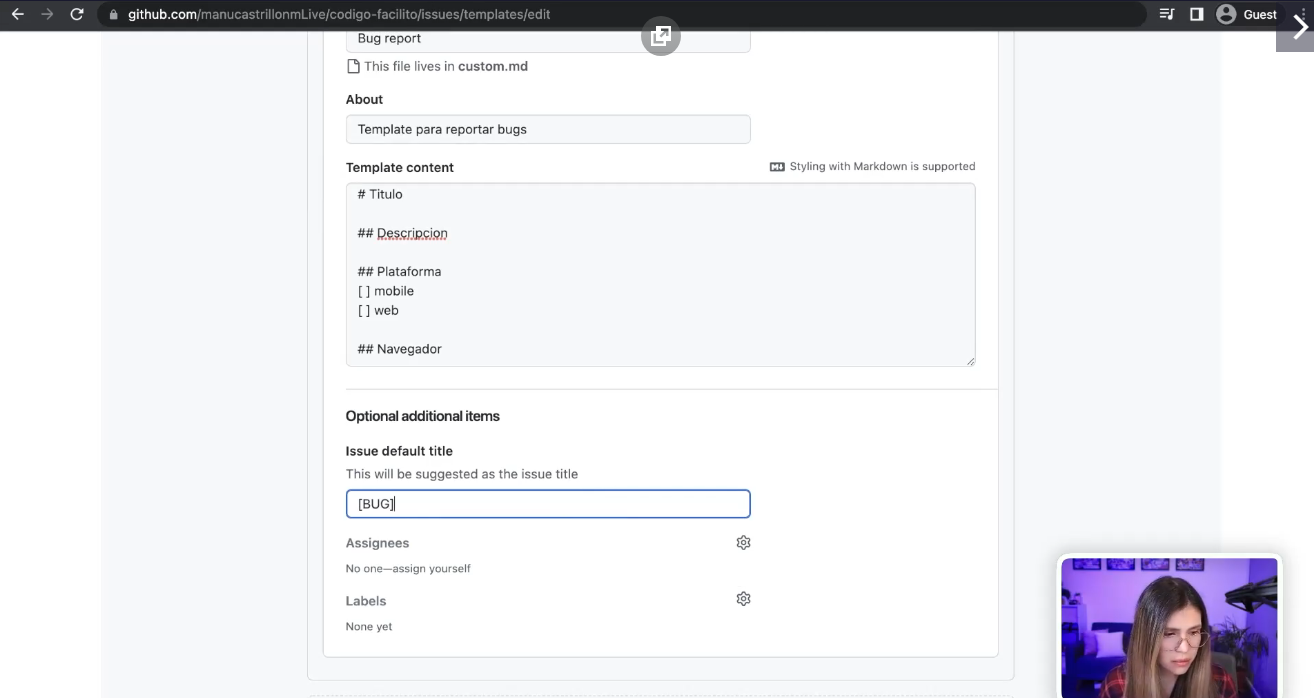 github.com/manucastrillonmLive/codigo-facilito/issues/templates/edit
Guest
Bug report
This file lives in custom.md
About
Template para reportar bugs
Template content
Styling with Markdown is supported
# Titulo
## Descripcion
## Plataforma
[ ] mobile
[ ] web
## Navegador
Optional additional items
Issue default title
This will be suggested as the issue title
[BUG]
Assignees
No one—assign yourself
Labels
None yet